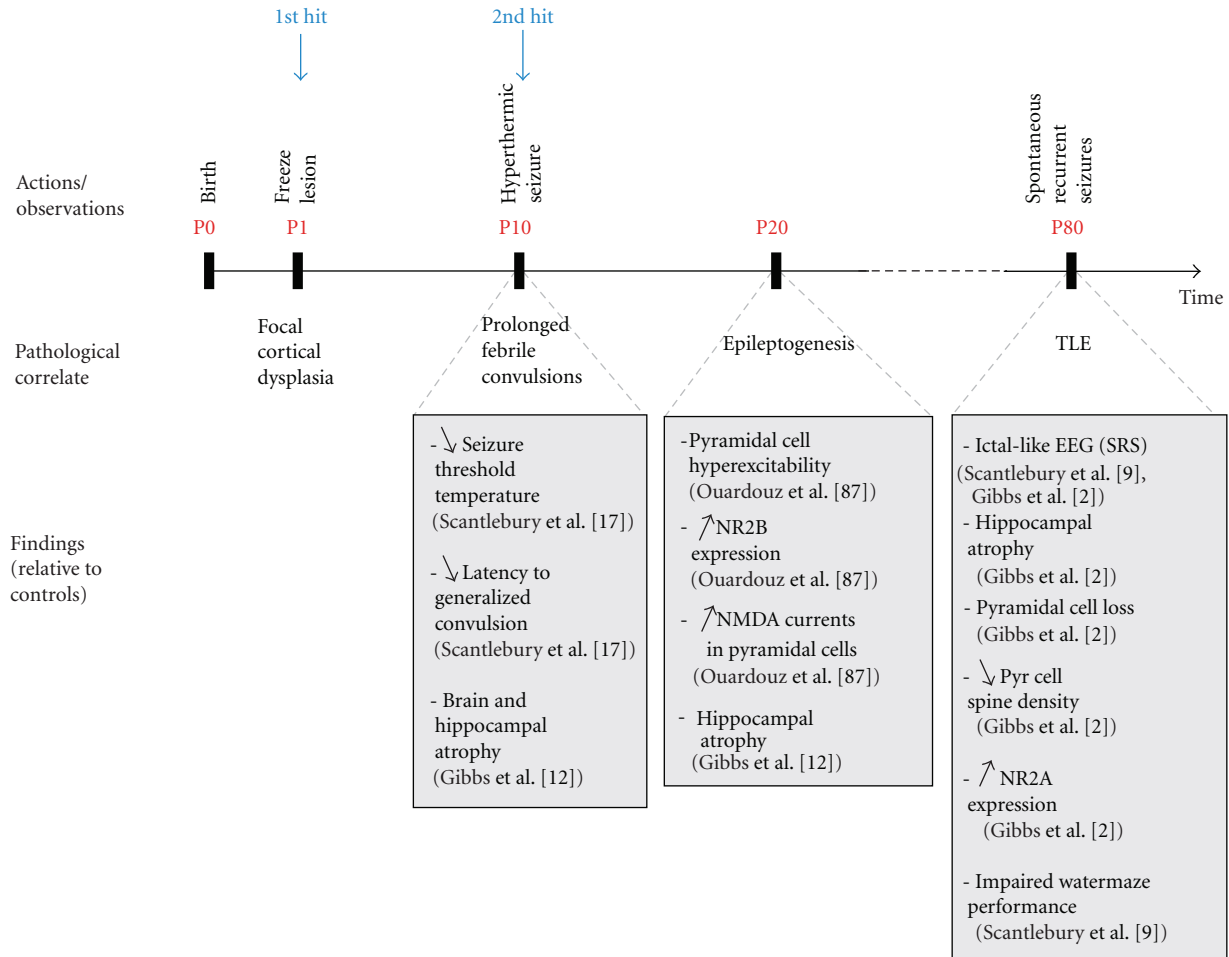 1st hit
2nd hit
Actions/
observations
Birth
Freeze
lesion
Hyperthermic
seizure
Spontaneous
recurrent
seizures
P0
P1
P10
P20
P80
Time
Pathological
correlate
Focal
cortical
dysplasia
Prolonged
febrile
convulsions
Epileptogenesis
TLE
Findings
(relative to
controls)
- ↘ Seizure
threshold
temperature
(Scantlebury et al. [17])
- ↘ Latency to
generalized
convulsion
(Scantlebury et al. [17])
- Brain and
hippocampal
atrophy
(Gibbs et al. [12])
-Pyramidal cell
hyperexcitability
(Ouardouz et al. [87])
- ↗NR2B
expression
(Ouardouz et al. [87])
- ↗NMDA currents
in pyramidal cells
(Ouardouz et al. [87])
- Hippocampal
atrophy
(Gibbs et al. [12])
- Ictal-like EEG (SRS)
(Scantlebury et al. [9],
Gibbs et al. [2])
- Hippocampal
atrophy
(Gibbs et al. [2])
- Pyramidal cell loss
(Gibbs et al. [2])
- ↘ Pyr cell
spine density
(Gibbs et al. [2])
- ↗ NR2A
expression
(Gibbs et al. [2])
- Impaired watermaze
performance
(Scantlebury et al. [9])